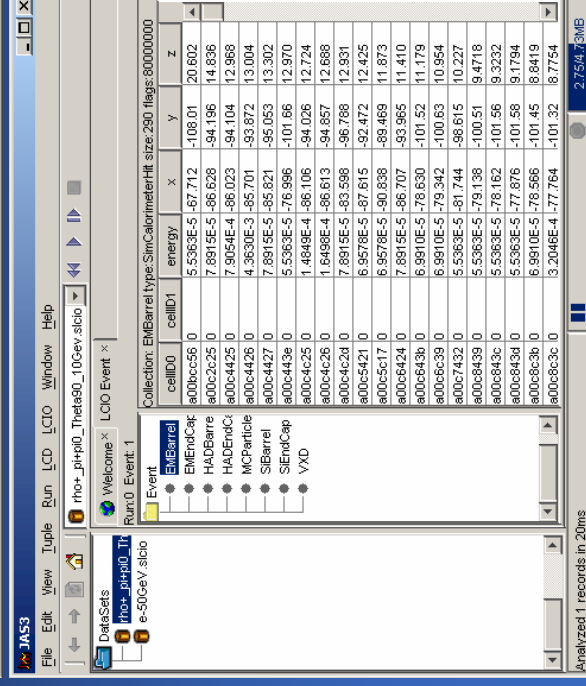 JAS3
File Edit View Tuple Run LCD LCIO Window Help
rho+_pi+pi0_Theta90_10Gev.slcio
DataSets
rho+_pi+pi0_Th
e-50GeV.slcio
Welcome × LCIO Event ×
Run:0 Event: 1
Event
EMBarrel
EMEndCap
HADBarre
HADEndCa
MCParticle
SiBarrel
SiEndCap
VXD
Collection: EMBarrel type:SimCalorimeterHit size:290 flags:80000000
cellID0 cellID1 energy x y z
a00bcc56 0 5.5363E-5 -67.712 -108.01 20.602
a00c2c25 0 7.8915E-5 -86.628 -94.196 14.836
a00c4425 0 7.9054E-4 -86.023 -94.104 12.968
a00c4426 0 4.3630E-3 -85.701 -93.872 13.004
a00c4427 0 7.8915E-5 -85.821 -95.053 13.302
a00c443e 0 5.5363E-5 -76.996 -101.66 12.970
a00c4c25 0 1.4849E-4 -86.106 -94.026 12.724
a00c4c26 0 1.6498E-4 -86.613 -94.857 12.688
a00c4c2d 0 7.8915E-5 -83.598 -96.788 12.931
a00c5421 0 6.9578E-5 -87.615 -92.472 12.425
a00c5c17 0 6.9578E-5 -90.838 -89.469 11.873
a00c6424 0 7.8915E-5 -86.707 -93.965 11.410
a00c643b 0 6.9910E-5 -78.630 -101.52 11.179
a00c6c39 0 6.9910E-5 -79.342 -100.63 10.954
a00c7432 0 5.5363E-5 -81.744 -98.615 10.227
a00c8439 0 5.5363E-5 -79.138 -100.51 9.4718
a00c843c 0 5.5363E-5 -78.162 -101.56 9.3232
a00c843d 0 5.5363E-5 -77.876 -101.58 9.1794
a00c8c3b 0 6.9910E-5 -78.566 -101.45 8.8419
a00c8c3c 0 3.2046E-4 -77.764 -101.32 8.7754
Analyzed 1 records in 20ms
2.75/4.73MB